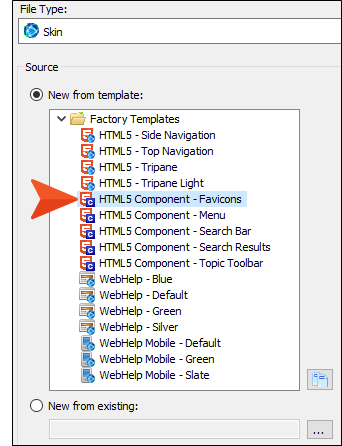 File Type:
Skin
Source
New from template:
Factory Templates
HTML5 - Side Navigation
HTML5 - Top Navigation
HTML5 - Tripane
HTML5 - Tripane Light
HTML5 Component - Favicons
HTML5 Component - Menu
HTML5 Component - Search Bar
HTML5 Component - Search Results
HTML5 Component - Topic Toolbar
WebHelp - Blue
WebHelp - Default
WebHelp - Green
WebHelp - Silver
WebHelp Mobile - Default
WebHelp Mobile - Green
WebHelp Mobile - Slate
New from existing:
...